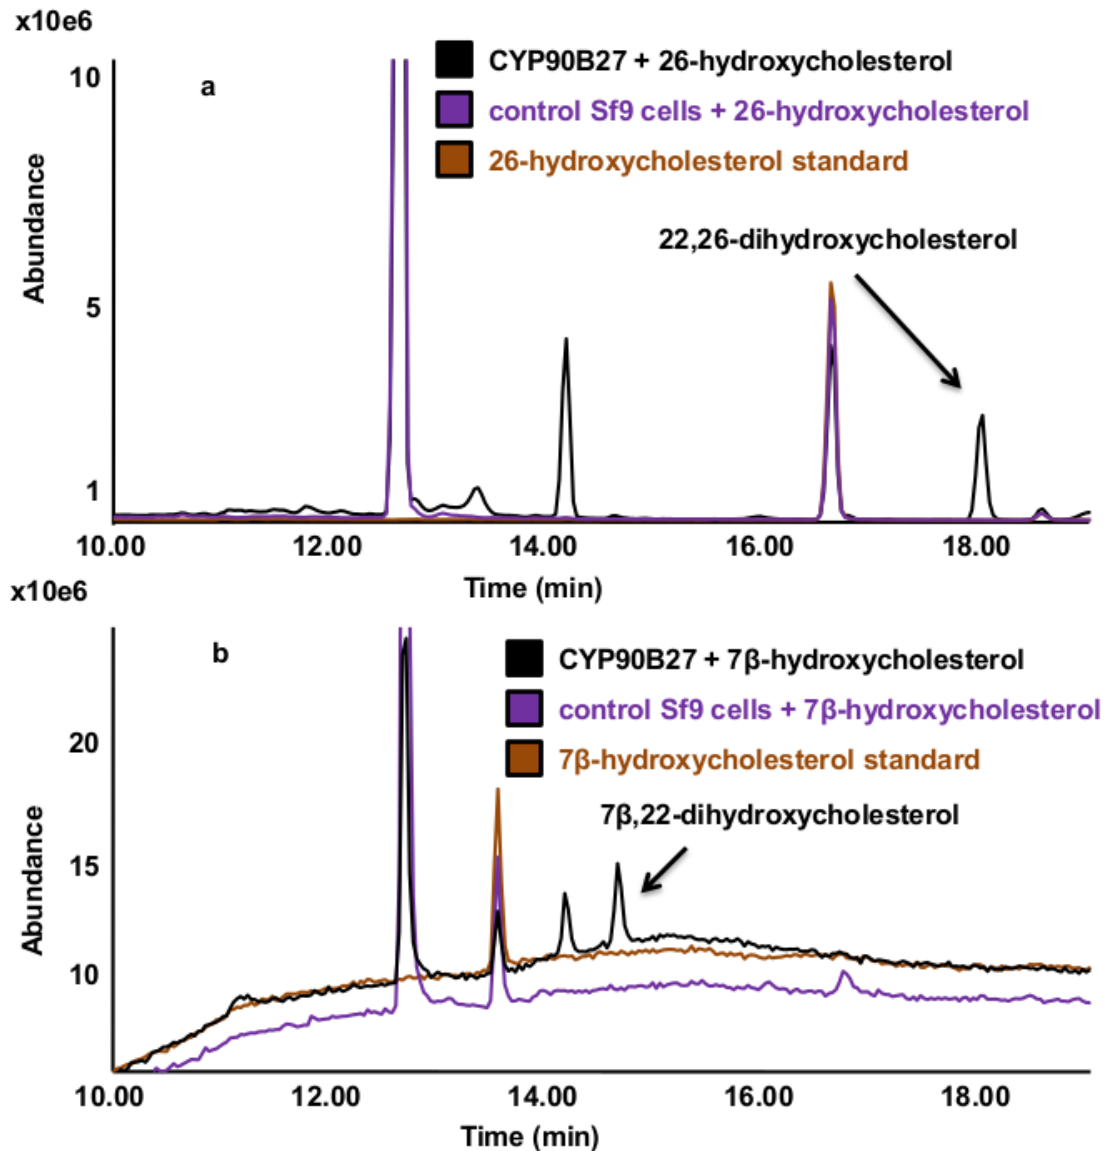 x10e6
10
a
CYP90B27 + 26-hydroxycholesterol
control Sf9 cells + 26-hydroxycholesterol
26-hydroxycholesterol standard
Abundance
22,26-dihydroxycholesterol
5
1
10.00 12.00 14.00 16.00 18.00
Time (min)
x10e6
b
CYP90B27 + 7β-hydroxycholesterol
control Sf9 cells + 7β-hydroxycholesterol
7β-hydroxycholesterol standard
20
7β,22-dihydroxycholesterol
Abundance
15
10
10.00 12.00 14.00 16.00 18.00
Time (min)